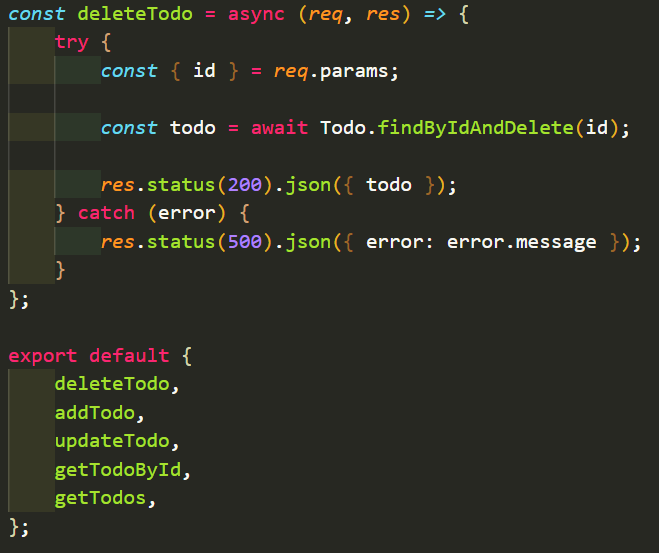 const deleteTodo = async (req, res) => {
    try {
        const { id } = req.params;

        const todo = await Todo.findByIdAndDelete(id);

        res.status(200).json({ todo });
    } catch (error) {
        res.status(500).json({ error: error.message });
    }
};

export default {
    deleteTodo,
    addTodo,
    updateTodo,
    getTodoById,
    getTodos,
};